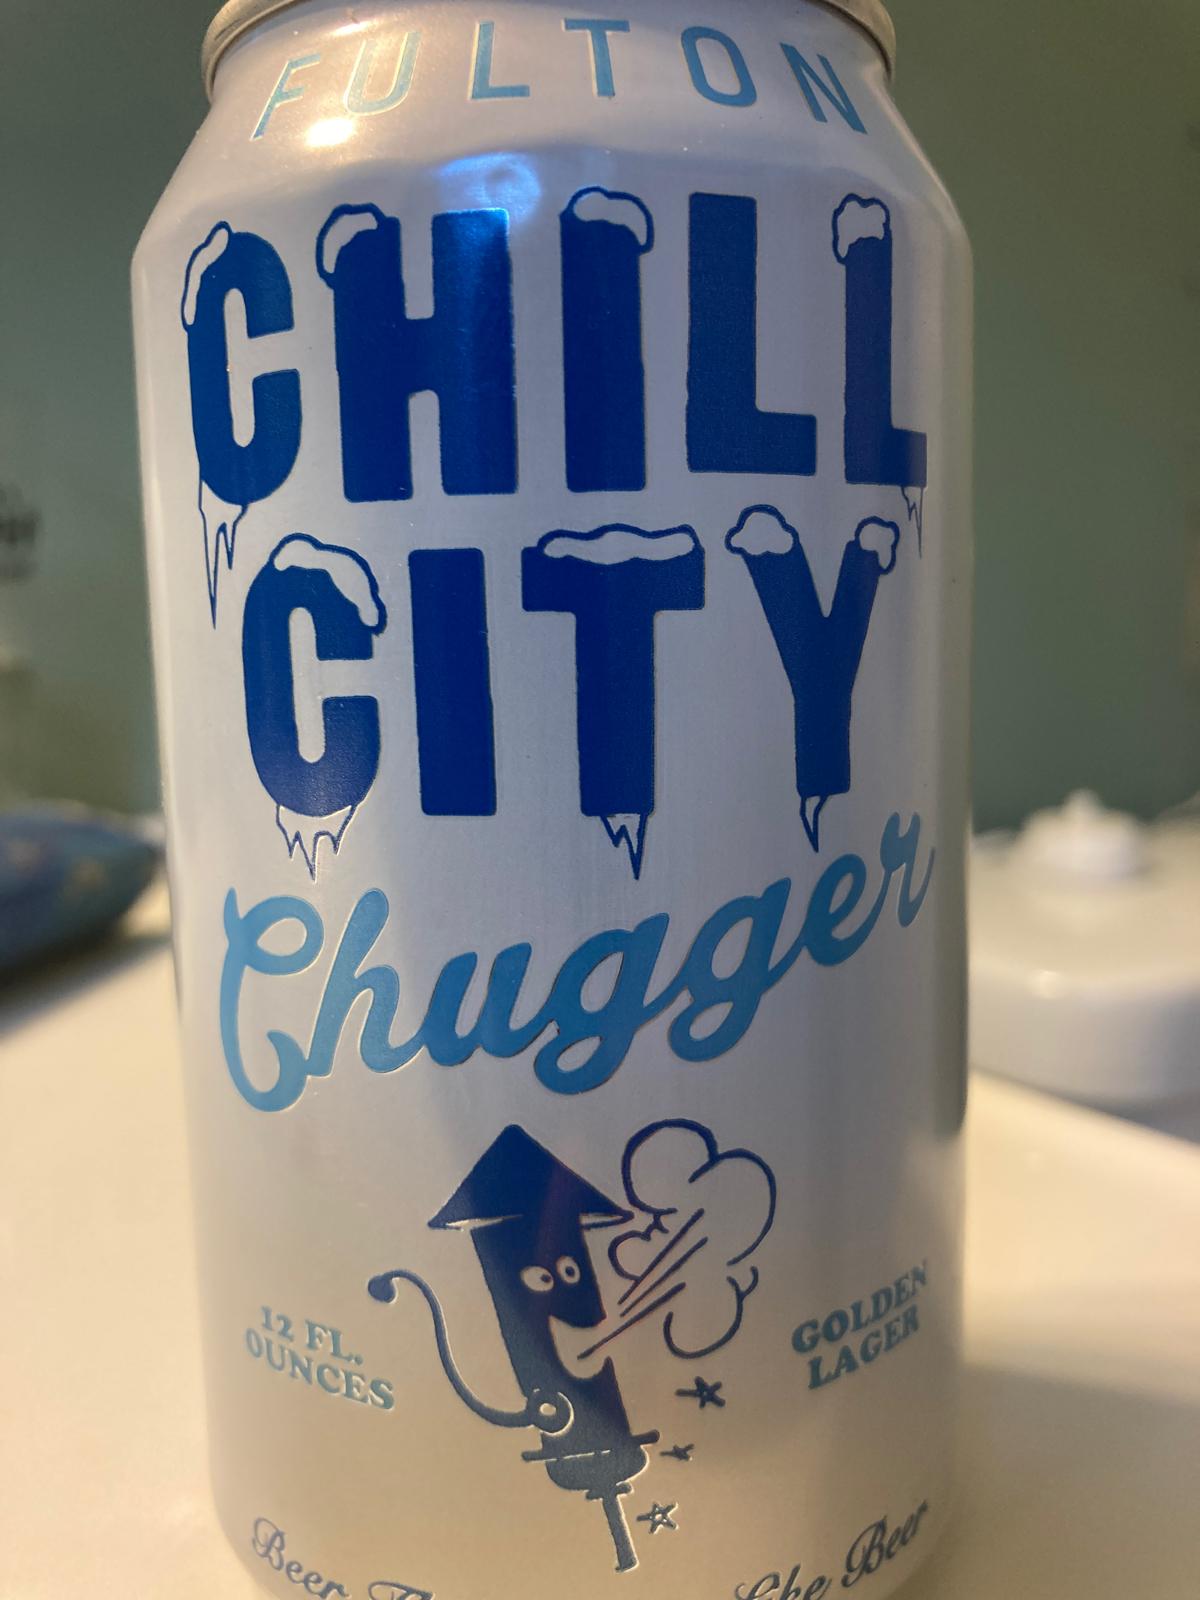 FULTON
CHILL
CITY
Chugger
12 FL.
OUNCES
GOLDEN
LAGER
Beer
Like Beer